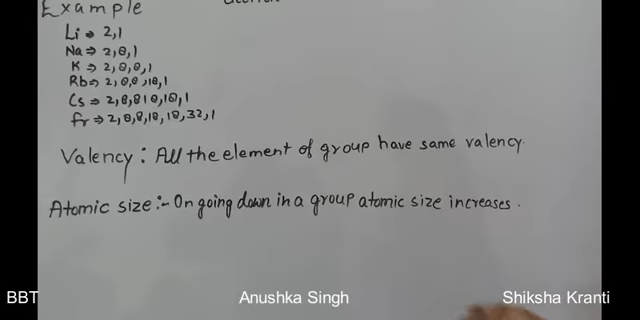 Example
Li ⇒ 2,1
Na ⇒ 2,8,1
K ⇒ 2,8,8,1
Rb ⇒ 2,8,8,18,1
Cs ⇒ 2,8,8 18,18,1
fr ⇒ 2,8,8,18,18,32,1
Valency : All the element of group have same valency.
Atomic size :- On going down in a group atomic size increases .
BBT Anushka Singh Shiksha Kranti